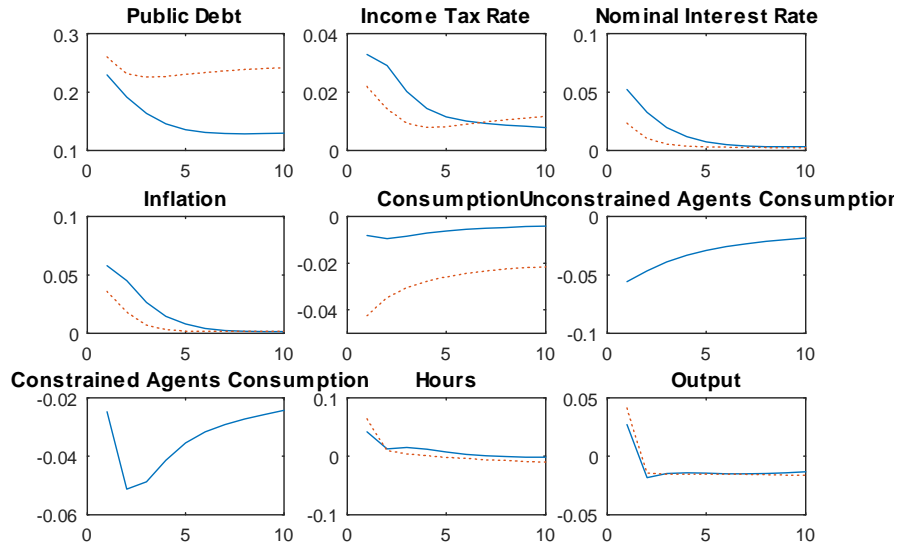 Public Debt
0.3
0.2
0.1
0 5 10
Income Tax Rate
0.04
0.02
0
0 5 10
Nominal Interest Rate
0.1
0.05
0
0 5 10
Inflation
0.1
0.05
0
0 5 10
Consumption
0
-0.02
-0.04
0 5 10
Unconstrained Agents Consumption
0
-0.05
-0.1
0 5 10
Constrained Agents Consumption
-0.02
-0.04
-0.06
0 5 10
Hours
0.1
0
-0.1
0 5 10
Output
0.05
0
-0.05
0 5 10